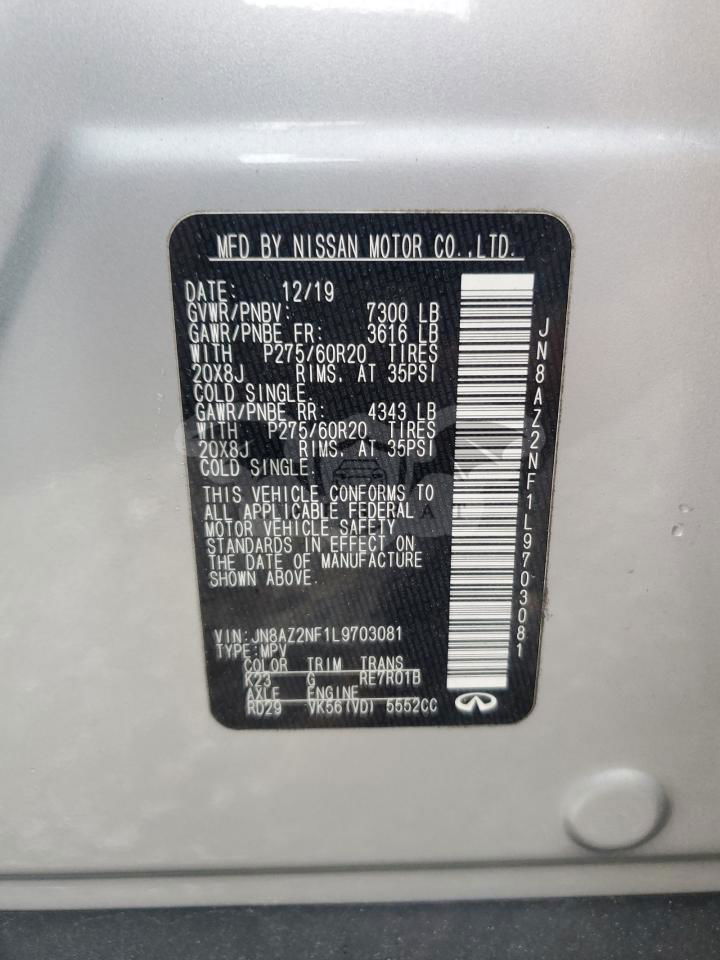 MFD BY NISSAN MOTOR CO.,LTD.
DATE: 12/19
GVWR/PNBV: 7300 LB
GAWR/PNBE FR: 3616 LB
WITH P275/60R20 TIRES
20X8J RIMS, AT 35PSI
COLD SINGLE.
GAWR/PNBE RR: 4343 LB
WITH P275/60R20 TIRES
20X8J RIMS, AT 35PSI
COLD SINGLE.
THIS VEHICLE CONFORMS TO
ALL APPLICABLE FEDERAL
MOTOR VEHICLE SAFETY
STANDARDS IN EFFECT ON
THE DATE OF MANUFACTURE
SHOWN ABOVE.
VIN:JN8AZ2NF1L9703081
TYPE:MPV
COLOR TRIM TRANS
K23 G RE7R01B
AXLE ENGINE
RD29 VK56(VD) 5552CC
JN8AZ2NF1L9703081